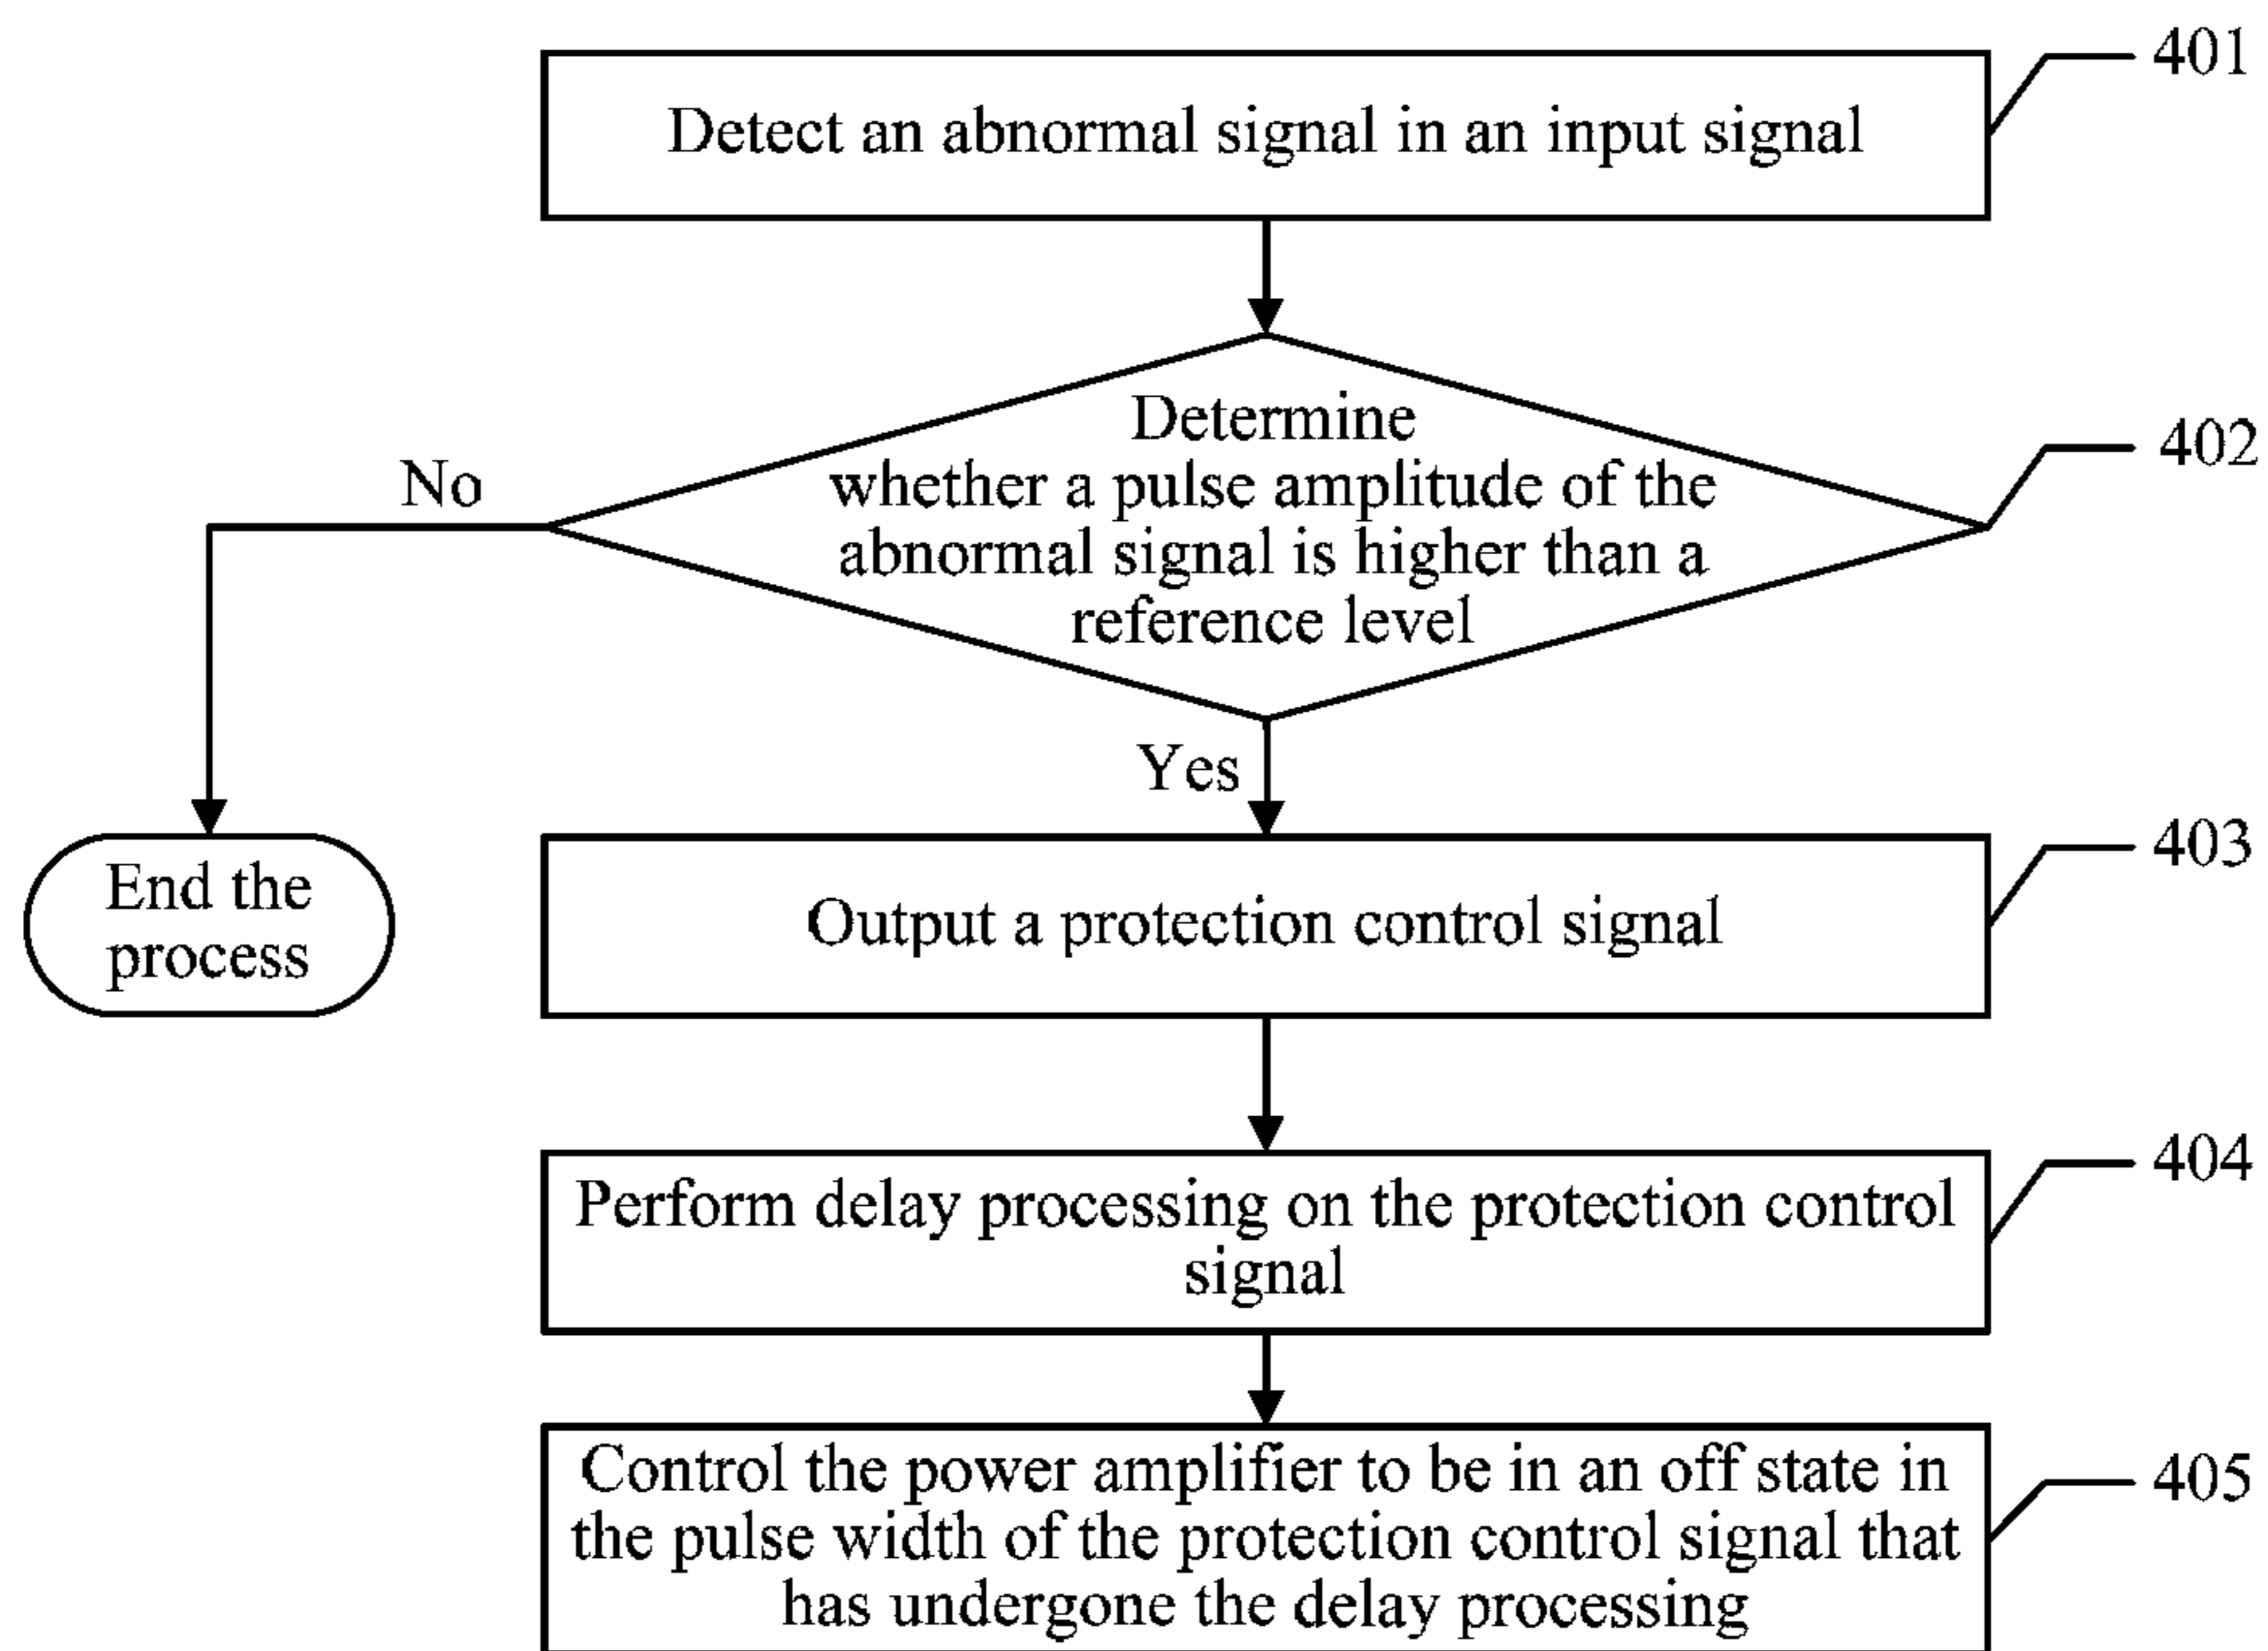 401
Detect an abnormal signal in an input signal
402
Determine
whether a pulse amplitude of the
abnormal signal is higher than a
reference level
No
Yes
403
End the
process
Output a protection control signal
404
Perform delay processing on the protection control
signal
405
Control the power amplifier to be in an off state in
the pulse width of the protection control signal that
has undergone the delay processing